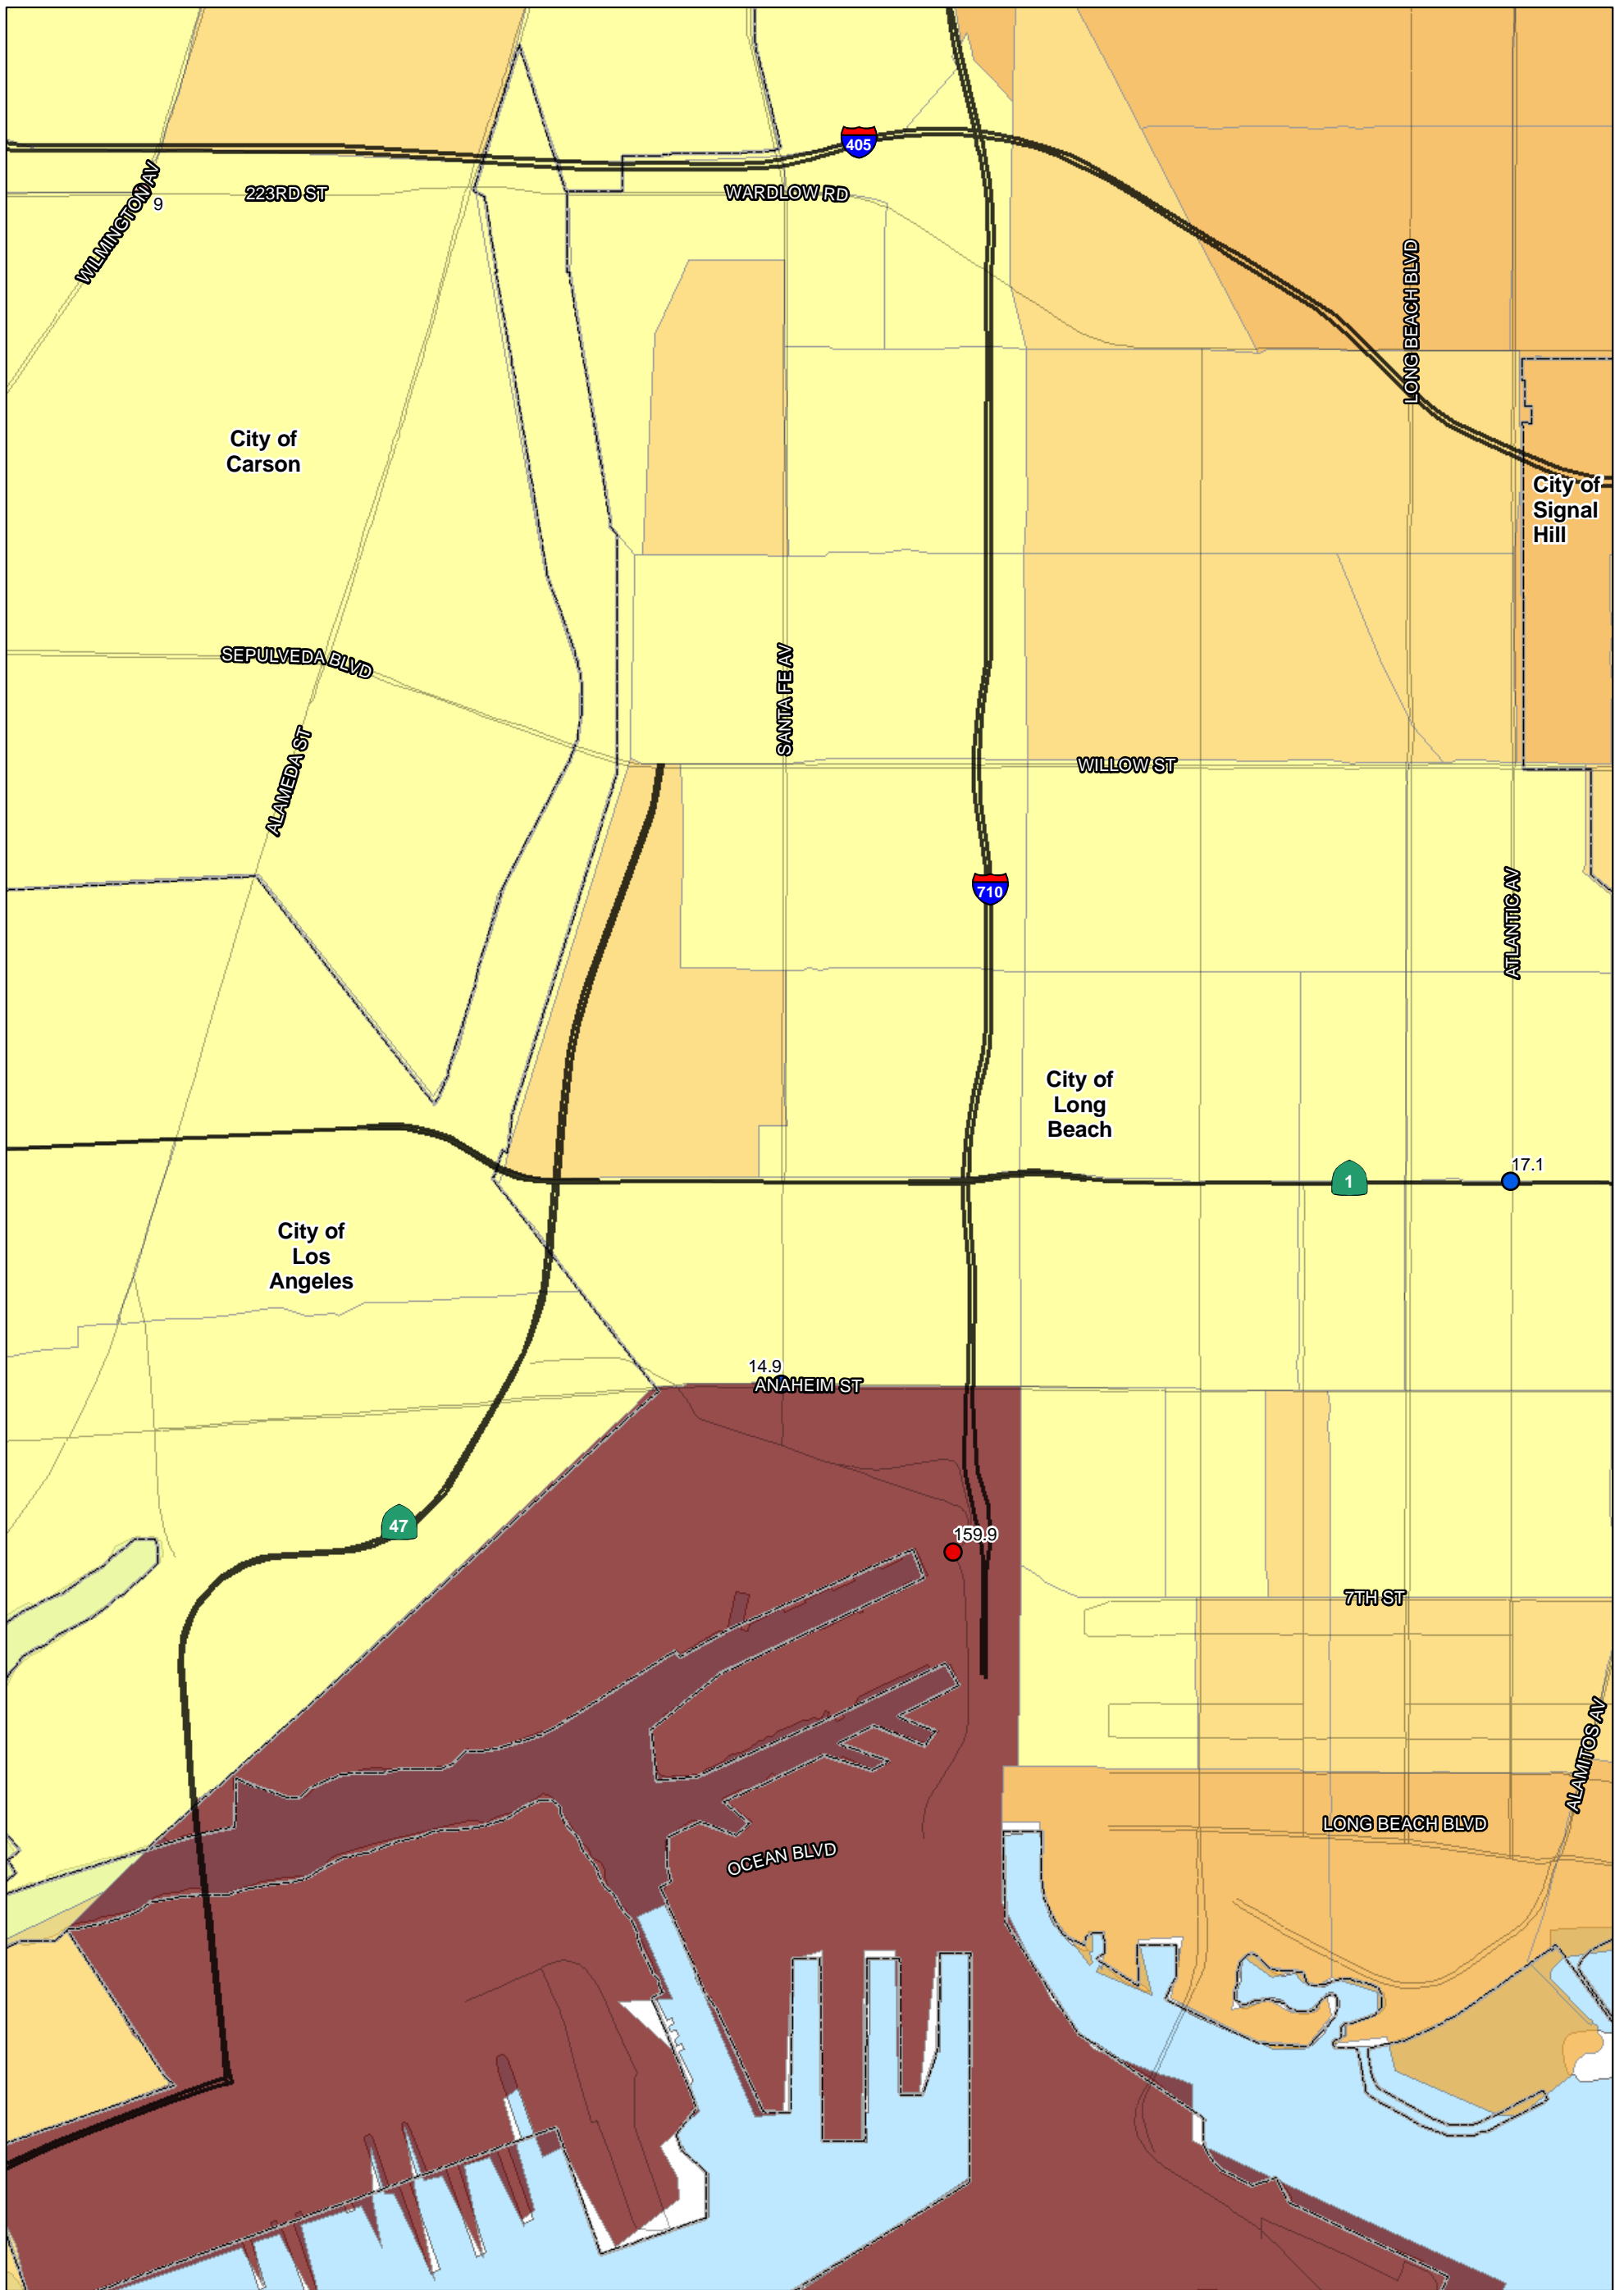 405
223RD ST
WARDLOW RD
WILMINGTON AV
9
LONG BEACH BLVD
City of
Carson
City of
Signal
Hill
SEPULVEDA BLVD
SANTA FE AV
WILLOW ST
ALAMEDA ST
710
ATLANTIC AV
City of
Long
Beach
17.1
1
City of
Los
Angeles
14.9
ANAHEIM ST
47
159.9
7TH ST
ALAMITOS AV
LONG BEACH BLVD
OCEAN BLVD